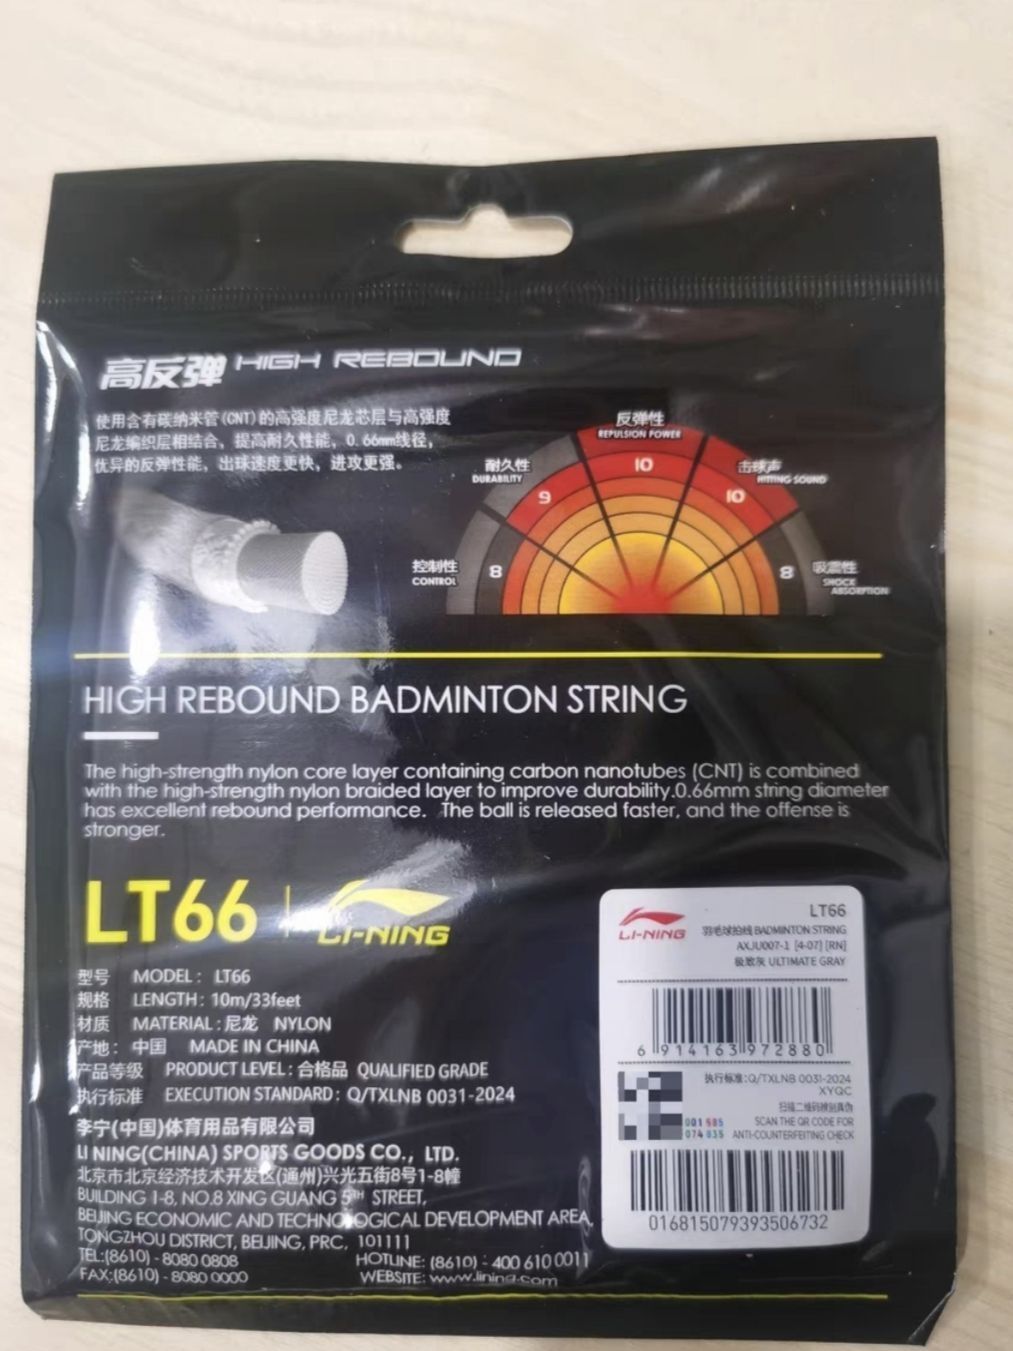 高反弹 HIGH REBOUND
使用含有碳纳米管(CNT)的高强度尼龙芯层与高强度
尼龙编织层相结合，提高耐久性能，0.66mm线径，
优异的反弹性能，出球速度更快，进攻更强。
反弹性
REPULSION POWER
10
耐久性
DURABILITY
9
击球声
HITTING SOUND
10
控制性
CONTROL
8
吸震性
SHOCK
ABSORPTION
8
HIGH REBOUND BADMINTON STRING
The high-strength nylon core layer containing carbon nanotubes (CNT) is combined
with the high-strength nylon braided layer to improve durability.0.66mm string diameter
has excellent rebound performance. The ball is released faster, and the offense is
stronger.
LT66 LI-NING
型号 MODEL: LT66
规格 LENGTH: 10m/33feet
材质 MATERIAL:尼龙 NYLON
产地: 中国 MADE IN CHINA
产品等级 PRODUCT LEVEL: 合格品 QUALIFIED GRADE
执行标准 EXECUTION STANDARD: Q/TXLNB 0031-2024
李宁(中国)体育用品有限公司
LI NING(CHINA) SPORTS GOODS CO., LTD.
北京市北京经济技术开发区(通州)兴光五街8号1-8幢
BUILDING 1-8, NO.8 XING GUANG 5TH STREET,
BEIJING ECONOMIC AND TECHNOLOGICAL DEVELOPMENT AREA,
TONGZHOU DISTRICT, BEIJING, PRC, 101111
TEL:(8610) - 8080 0808 HOTLINE: (8610) - 400 610 0011
FAX:(8610) - 8080 0000 WEBSITE: www.lining.com
LI-NING
LT66
羽毛球拍线 BADMINTON STRING
AXJU007-1 [4-07] [RN]
极致灰 ULTIMATE GRAY
6 914163 972880
执行标准:Q/TXLNB 0031-2024
XYQC
扫描二维码辨别真伪
SCAN THE QR CODE FOR
ANTI-COUNTERFEITING CHECK
001 985
074 035
016815079393506732